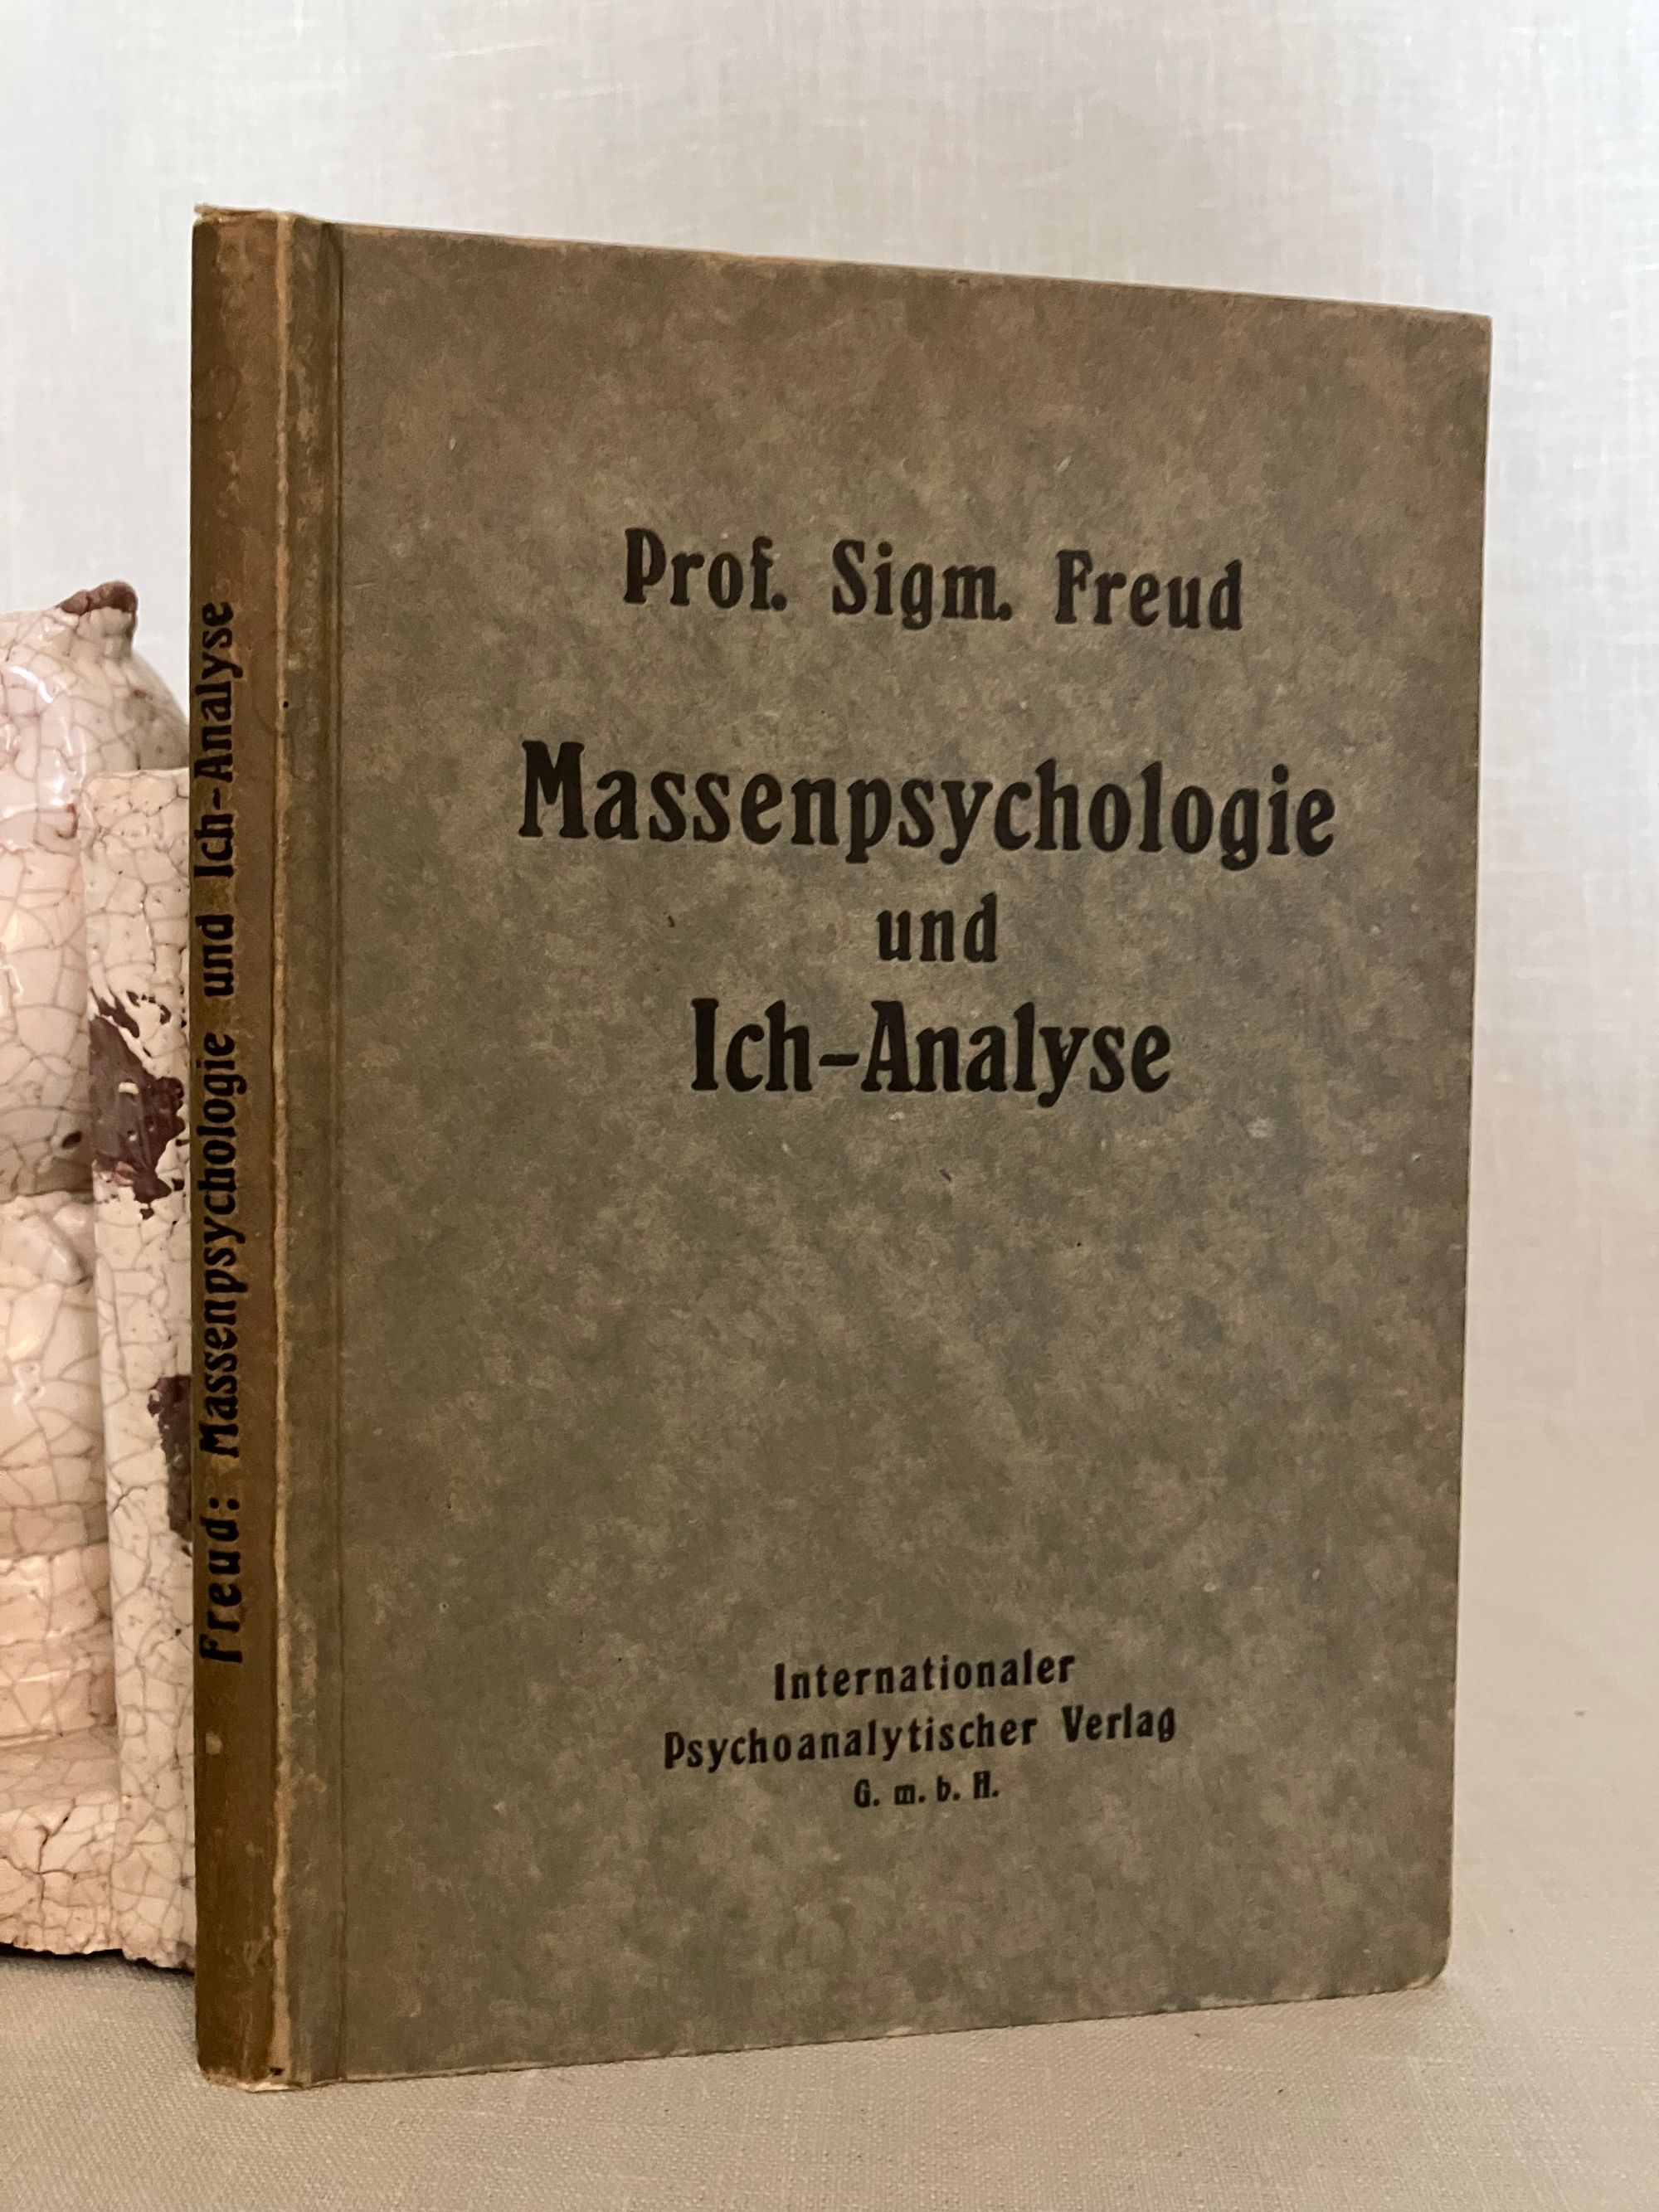 Freud: Massenpsychologie und Ich-Analyse
Prof. Sigm. Freud
Massenpsychologie
und
Ich-Analyse
Internationaler
Psychoanalytischer Verlag
G. m. b. H.